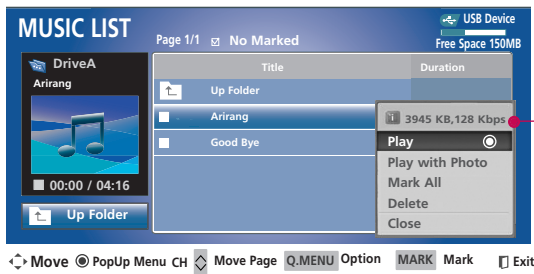 MUSIC LIST
Page 1/1 No Marked
USB Device
Free Space 150MB
DriveA
Arirang
00:00 / 04:16
Up Folder
Title Duration
Up Folder
Arirang
Good Bye
3945 KB,128 Kbps
Play
Play with Photo
Mark All
Delete
Close
Move PopUp Menu CH Move Page Q.MENU Option MARK Mark Exit